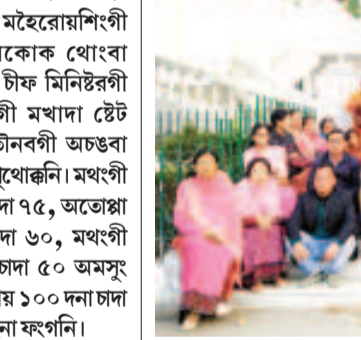 মহৈরোয়শিংগী
কোক থোংবা
চীফ মিনিষ্টরগী
গী মখাদা ষ্টেট
ৌনবগী অচঙবা
থোক্কনি। মথংগী
দা ৭৫, অতোপ্পা
দা ৬০, মথংগী
চাদা ৫০ অমসুং
য় ১০০ দনা চাদা
না ফংগনি।